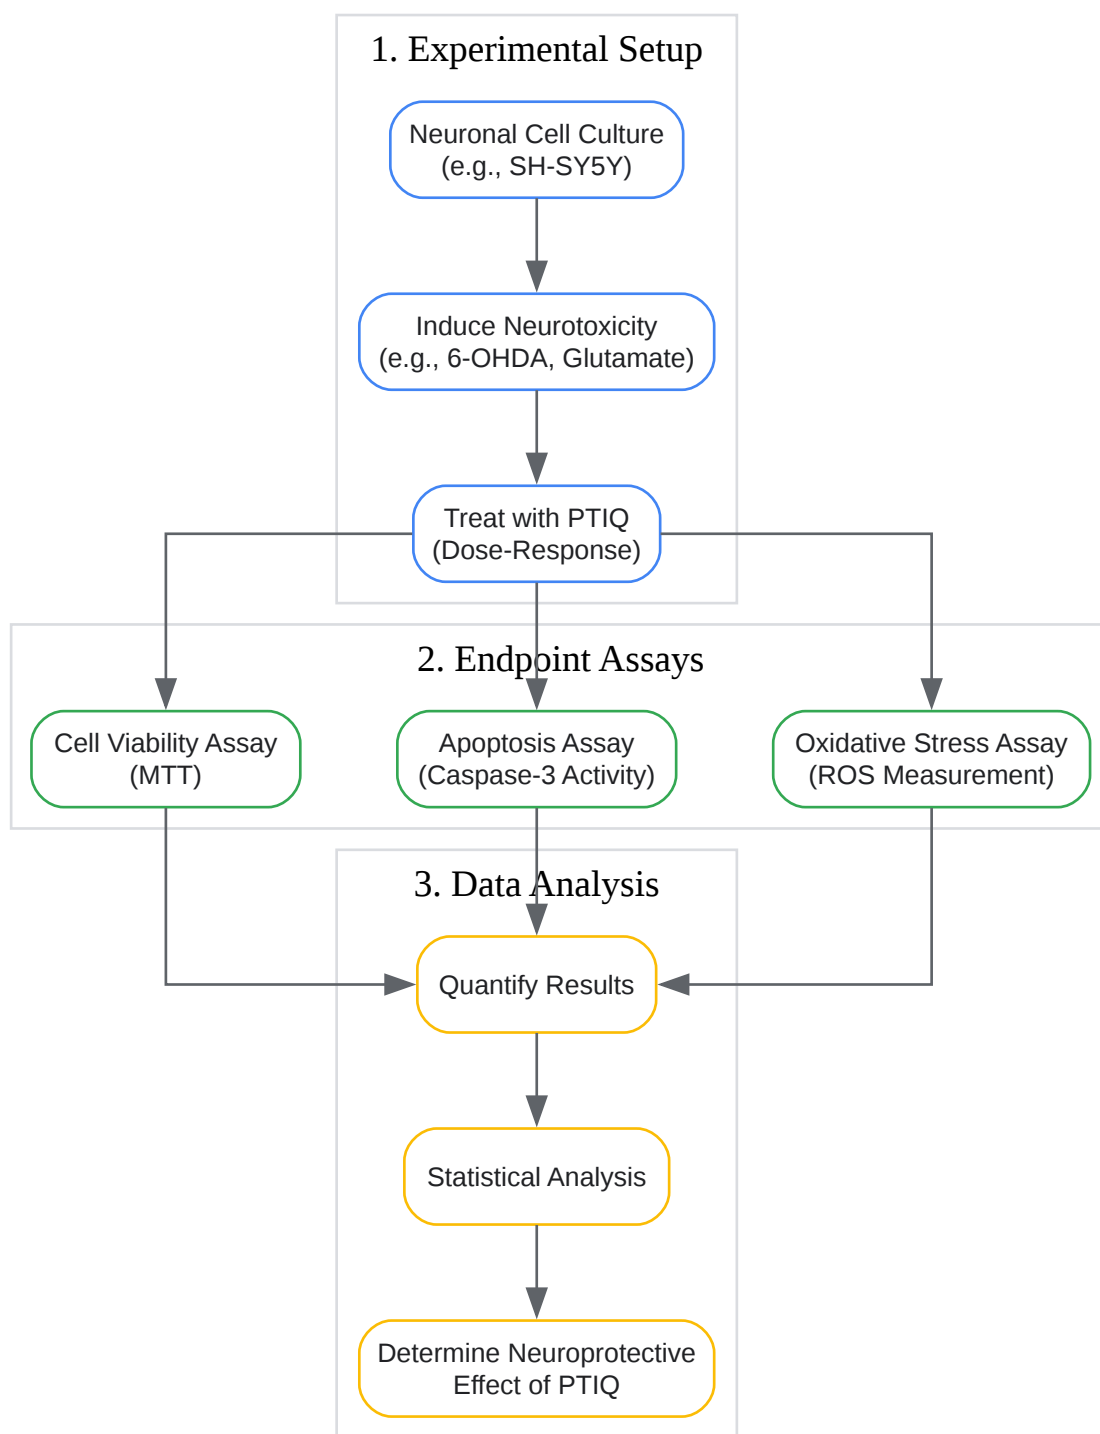 1. Experimental Setup
Neuronal Cell Culture
(e.g., SH-SY5Y)
Induce Neurotoxicity
(e.g., 6-OHDA, Glutamate)
Treat with PTIQ
(Dose-Response)
2. Endpoint Assays
Cell Viability Assay
(MTT)
Apoptosis Assay
(Caspase-3 Activity)
Oxidative Stress Assay
(ROS Measurement)
3. Data Analysis
Quantify Results
Statistical Analysis
Determine Neuroprotective
Effect of PTIQ